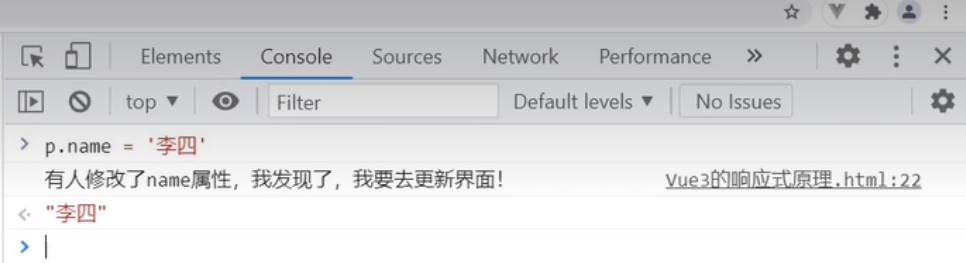 Elements Console Sources Network Performance »
top ▼ Filter Default levels ▼ No Issues
> p.name = '李四'
有人修改了name属性，我发现了，我要去更新界面! Vue3的响应式原理.html:22
<· "李四"
>